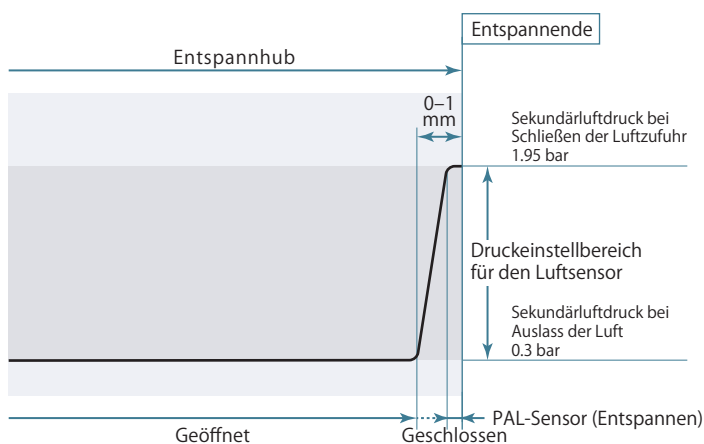 Entspannende
Entspannhub
0–1
mm
Sekundärluftdruck bei
Schließen der Luftzufuhr
1.95 bar
Druckeinstellbereich
für den Luftsensor
Sekundärluftdruck bei
Auslass der Luft
0.3 bar
PAL-Sensor (Entspannen)
Geöffnet
Geschlossen